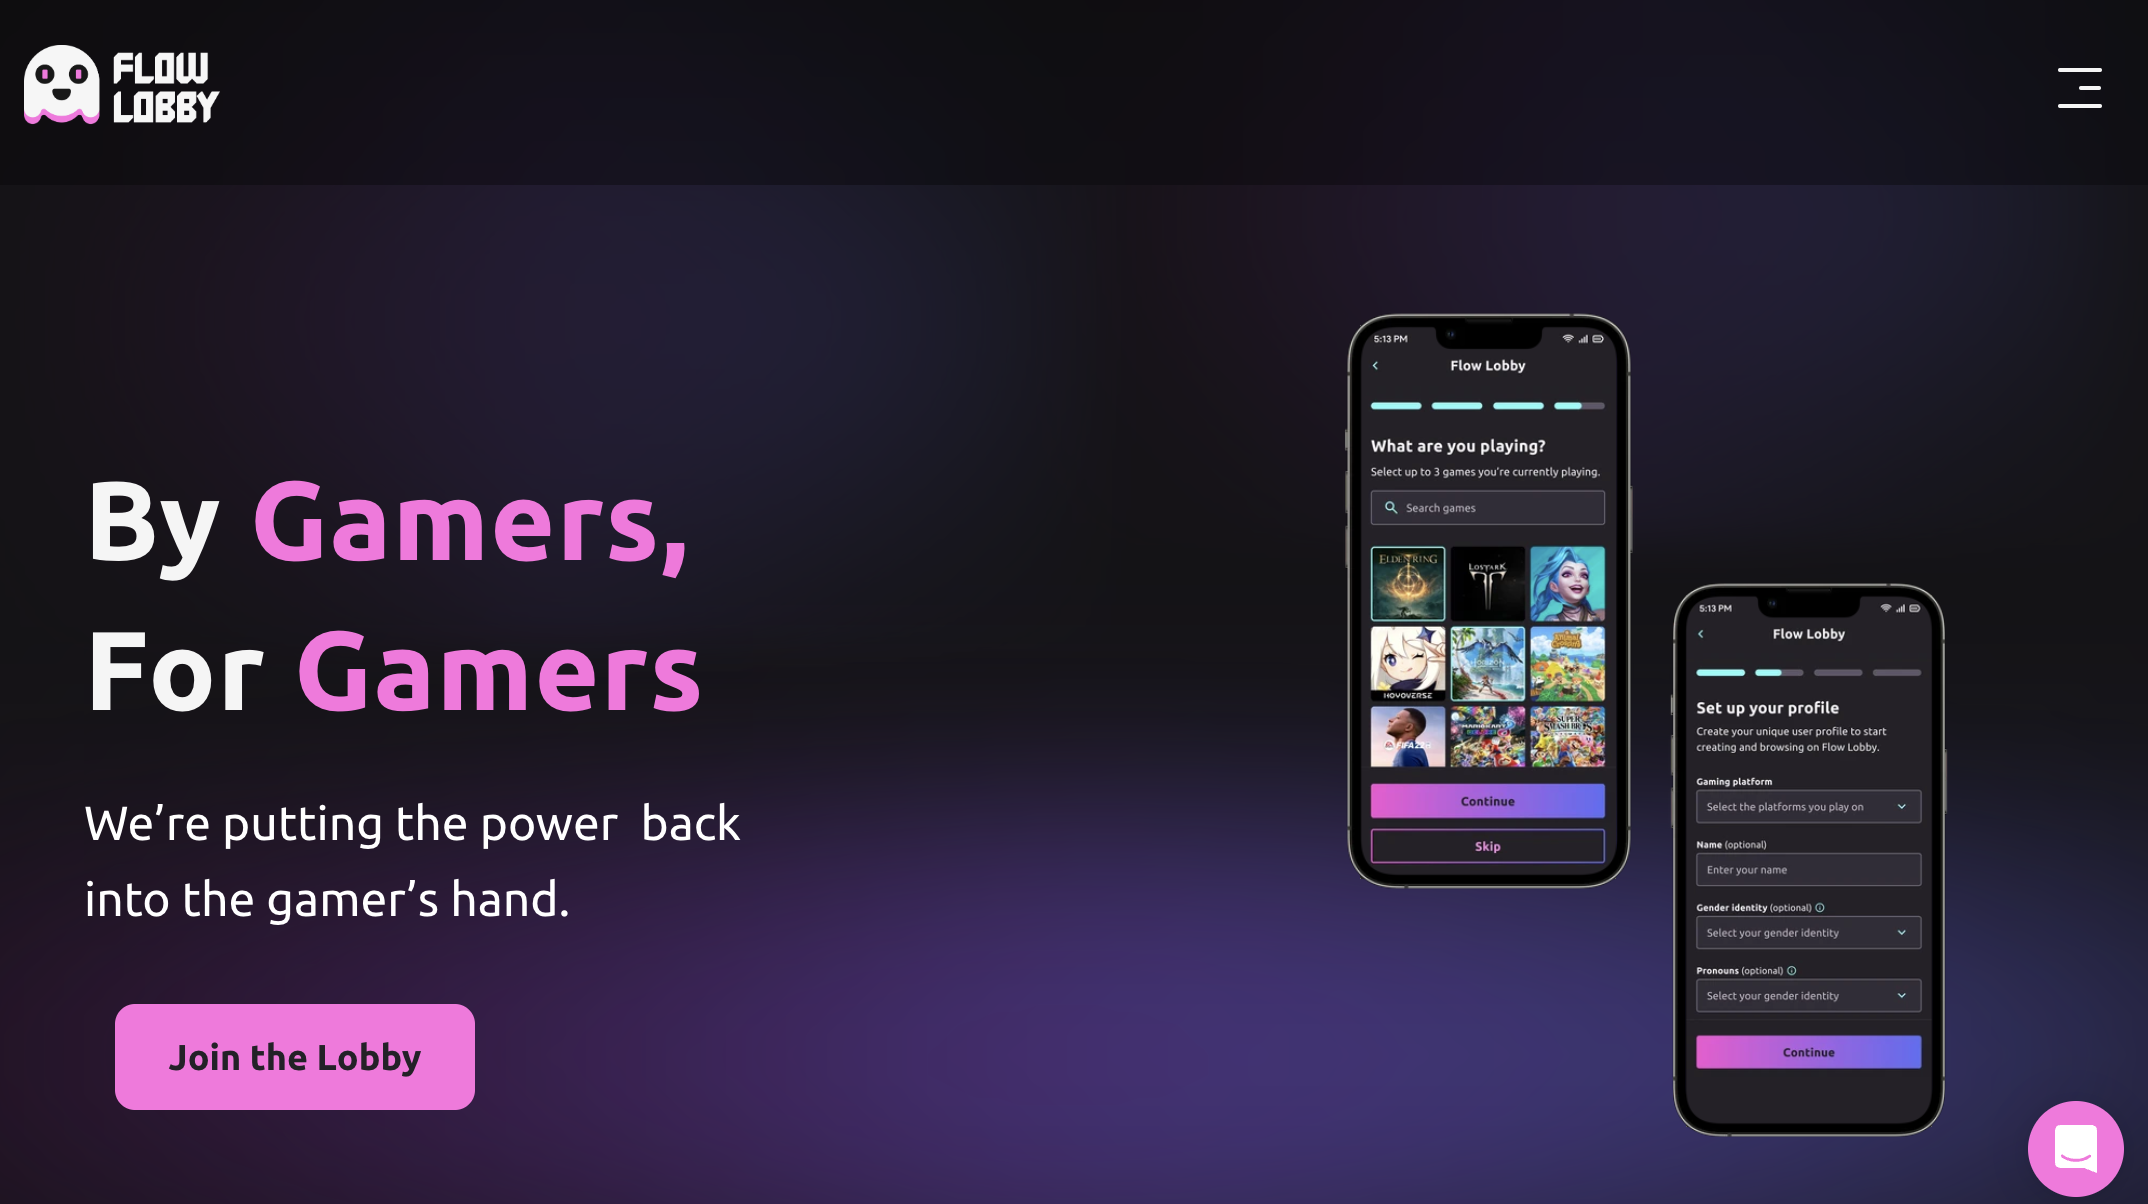 FLOW
LOBBY
By Gamers,
For Gamers
We’re putting the power  back
into the gamer’s hand.
Join the Lobby
5:13 PM
Flow Lobby
What are you playing?
Select up to 3 games you’re currently playing.
Search games
ELDEN RING
LOST ARK
HOYOVERSE
HORIZON
Animal Crossing
FIFA 22
MARIO KART
SUPER
SMASH BROS
Continue
Skip
5:13 PM
Flow Lobby
Set up your profile
Create your unique user profile to start
creating and browsing on Flow Lobby.
Gaming platform
Select the platforms you play on
Name (optional)
Enter your name
Gender identity (optional)
Select your gender identity
Pronouns (optional)
Select your gender identity
Continue